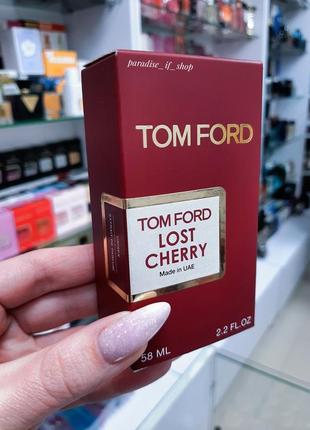 paradise_if_shop
TOM FORD
TOM FORD
LOST
CHERRY
Made in UAE
58 ML
2.2 FL.OZ